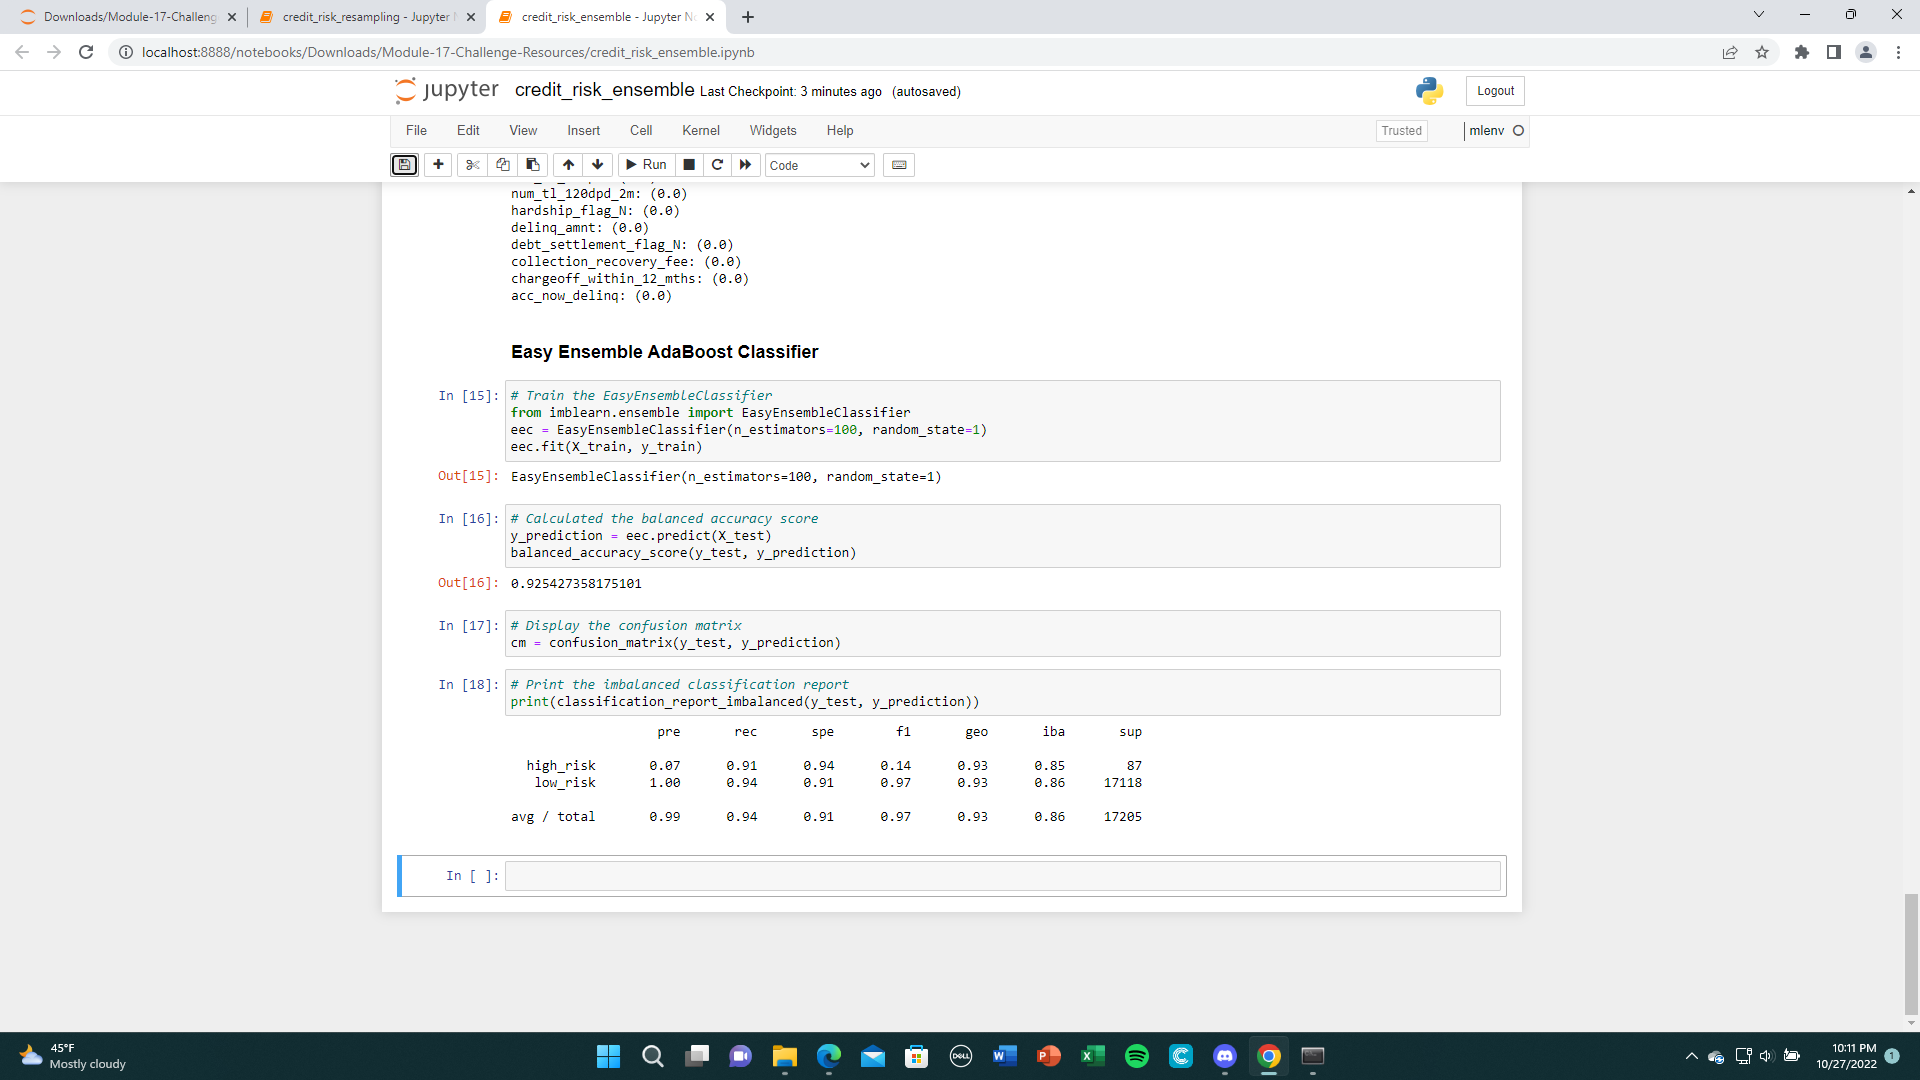 Downloads/Module-17-Challeng
credit_risk_resampling - Jupyter N
credit_risk_ensemble - Jupyter No
localhost:8888/notebooks/Downloads/Module-17-Challenge-Resources/credit_risk_ensemble.ipynb
jupyter credit_risk_ensemble Last Checkpoint: 3 minutes ago (autosaved)
Logout
File Edit View Insert Cell Kernel Widgets Help
Trusted mlenv
Run Code
num_tl_120dpd_2m: (0.0)
hardship_flag_N: (0.0)
delinq_amnt: (0.0)
debt_settlement_flag_N: (0.0)
collection_recovery_fee: (0.0)
chargeoff_within_12_mths: (0.0)
acc_now_delinq: (0.0)
Easy Ensemble AdaBoost Classifier
In [15]: # Train the EasyEnsembleClassifier
from imblearn.ensemble import EasyEnsembleClassifier
eec = EasyEnsembleClassifier(n_estimators=100, random_state=1)
eec.fit(X_train, y_train)
Out[15]: EasyEnsembleClassifier(n_estimators=100, random_state=1)
In [16]: # Calculated the balanced accuracy score
y_prediction = eec.predict(X_test)
balanced_accuracy_score(y_test, y_prediction)
Out[16]: 0.925427358175101
In [17]: # Display the confusion matrix
cm = confusion_matrix(y_test, y_prediction)
In [18]: # Print the imbalanced classification report
print(classification_report_imbalanced(y_test, y_prediction))
pre rec spe f1 geo iba sup
high_risk 0.07 0.91 0.94 0.14 0.93 0.85 87
low_risk 1.00 0.94 0.91 0.97 0.93 0.86 17118
avg / total 0.99 0.94 0.91 0.97 0.93 0.86 17205
In [ ]:
45°F
Mostly cloudy
DELL
10:11 PM
10/27/2022
1